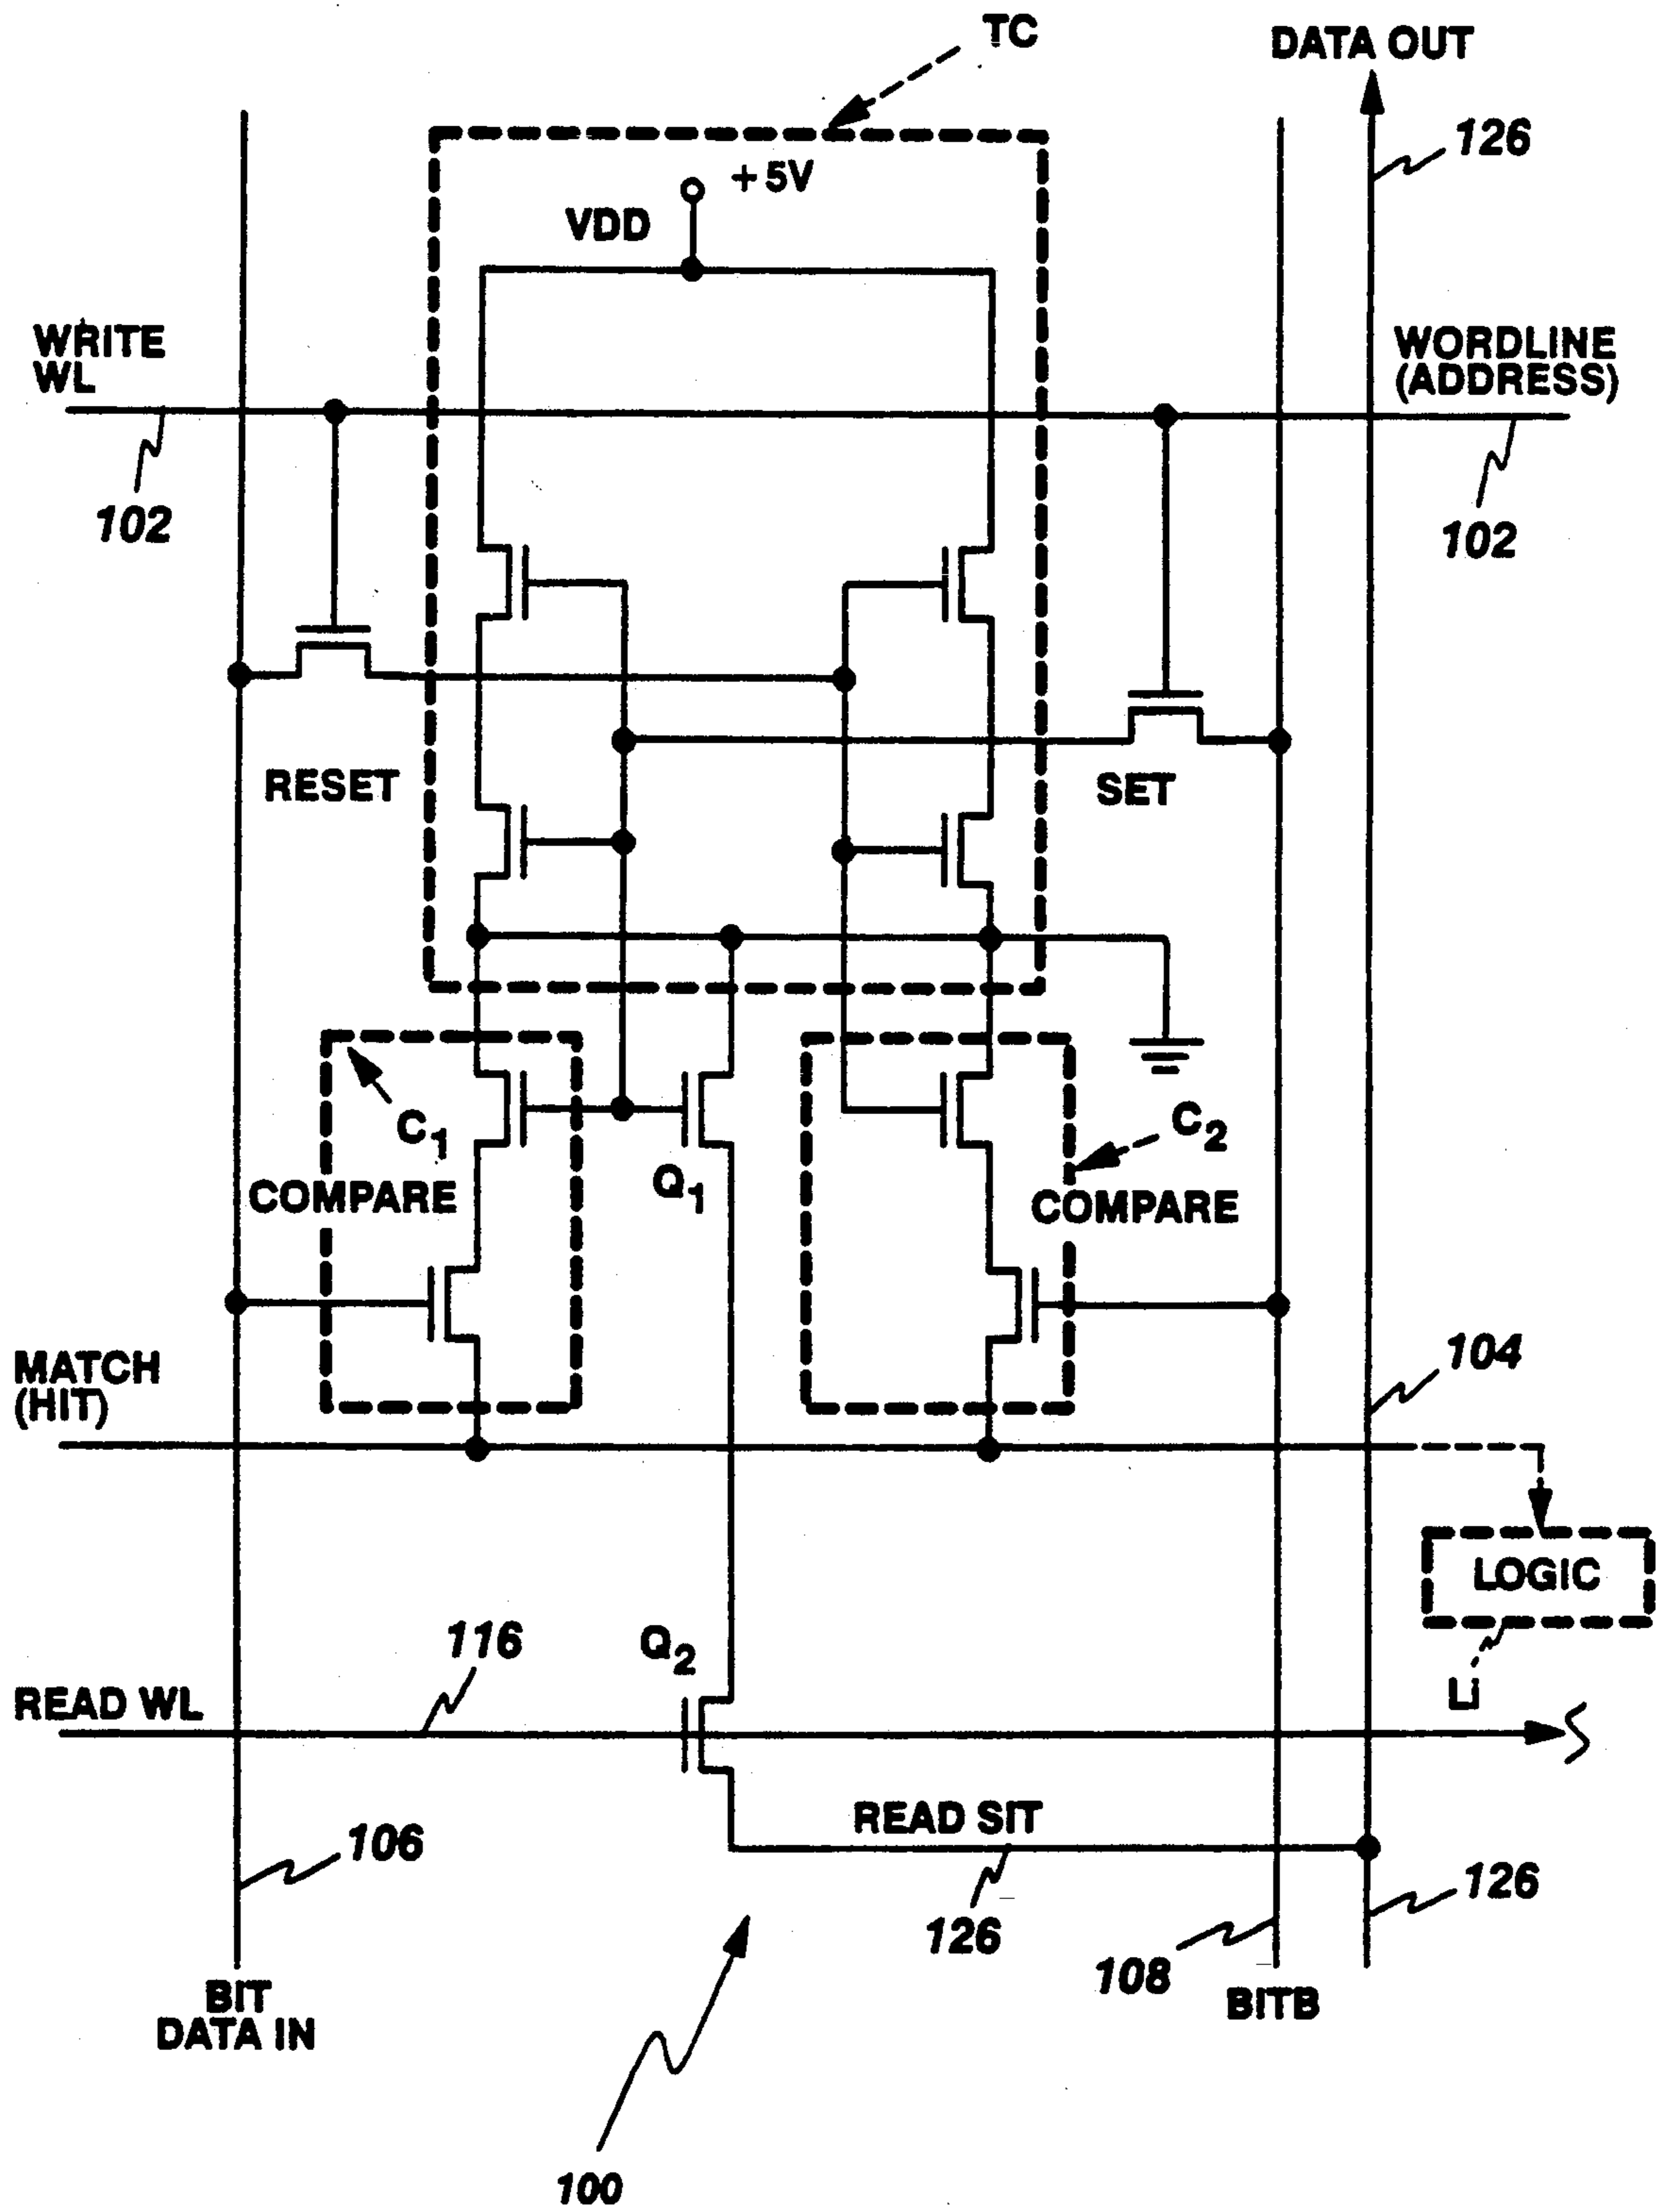 TC
DATA OUT
126
+5V
VDD
WRITE
WL
WORDLINE
(ADDRESS)
102
102
RESET
SET
C1
C2
COMPARE
Q1
COMPARE
MATCH
(HIT)
104
LOGIC
Li
116
Q2
READ WL
READ SIT
106
126
126
108
BIT
DATA IN
BITB
100